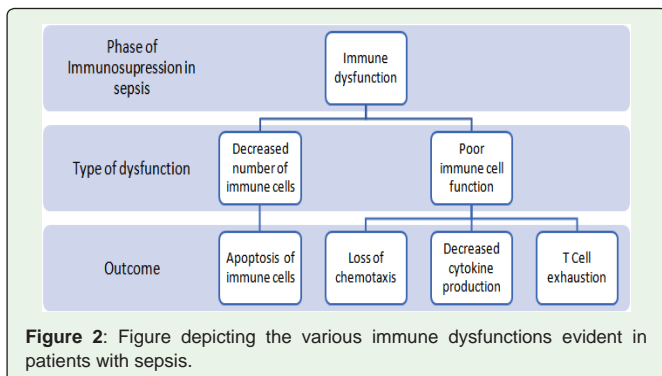 Phase of
Immunosupression in
sepsis
Immune
dysfunction
Type of dysfunction
Decreased
number of
immune cells
Poor
immune cell
function
Outcome
Apoptosis of
immune cells
Loss of
chemotaxis
Decreased
cytokine
production
T Cell
exhaustion
Figure 2: Figure depicting the various immune dysfunctions evident in
patients with sepsis.